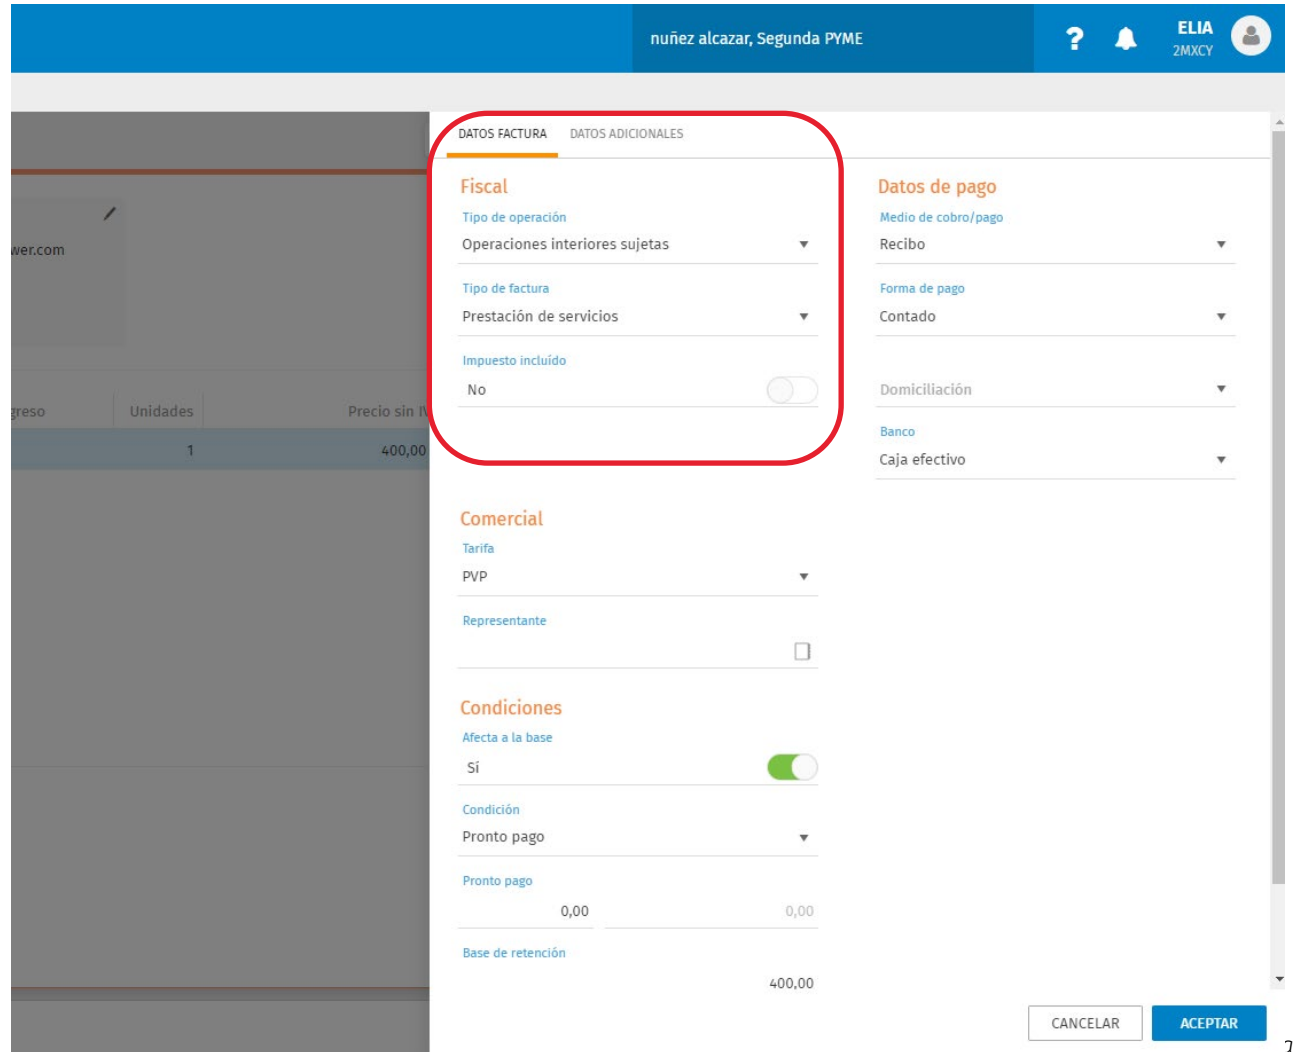 nuñez alcazar, Segunda PYME
?
ELIA
2MXCY
DATOS FACTURA DATOS ADICIONALES
Fiscal
Tipo de operación
Operaciones interiores sujetas
Tipo de factura
Prestación de servicios
Impuesto incluído
No
Datos de pago
Medio de cobro/pago
Recibo
Forma de pago
Contado
Domiciliación
Banco
Caja efectivo
wer.com
greso Unidades Precio sin IV
1 400,00
Comercial
Tarifa
PVP
Representante
Condiciones
Afecta a la base
Sí
Condición
Pronto pago
Pronto pago
0,00 0,00
Base de retención
400,00
CANCELAR ACEPTAR